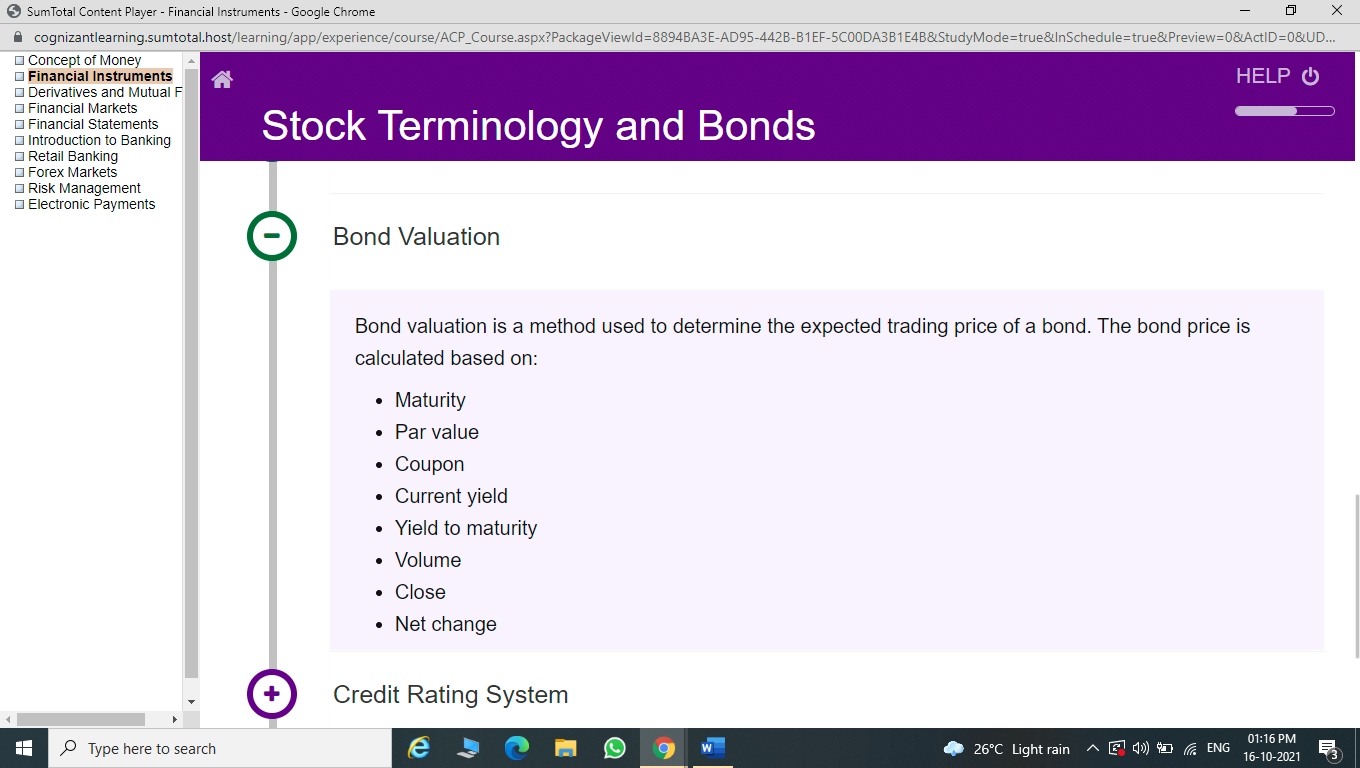 SumTotal Content Player - Financial Instruments - Google Chrome
cognizantlearning.sumtotal.host/learning/app/experience/course/ACP_Course.aspx?PackageViewId=8894BA3E-AD95-442B-B1EF-5C00DA3B1E4B&StudyMode=true&InSchedule=true&Preview=0&ActID=0&UD...
Concept of Money
Financial Instruments
Derivatives and Mutual F
Financial Markets
Financial Statements
Introduction to Banking
Retail Banking
Forex Markets
Risk Management
Electronic Payments
HELP
Stock Terminology and Bonds
Bond Valuation
Bond valuation is a method used to determine the expected trading price of a bond. The bond price is
calculated based on:
• Maturity
• Par value
• Coupon
• Current yield
• Yield to maturity
• Volume
• Close
• Net change
Credit Rating System
Type here to search
26°C Light rain
ENG
01:16 PM
16-10-2021
3